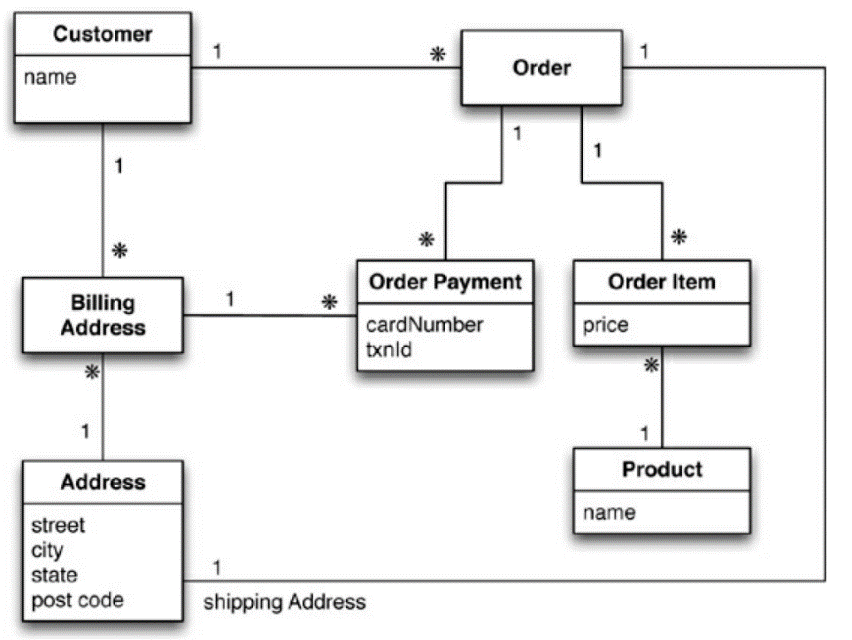 Customer
name
1
*
Order
1
1
1
1
*
*
*
Billing
Address
1
*
Order Payment
cardNumber
txnId
Order Item
price
*
1
*
1
Address
street
city
state
post code
Product
name
1
shipping Address